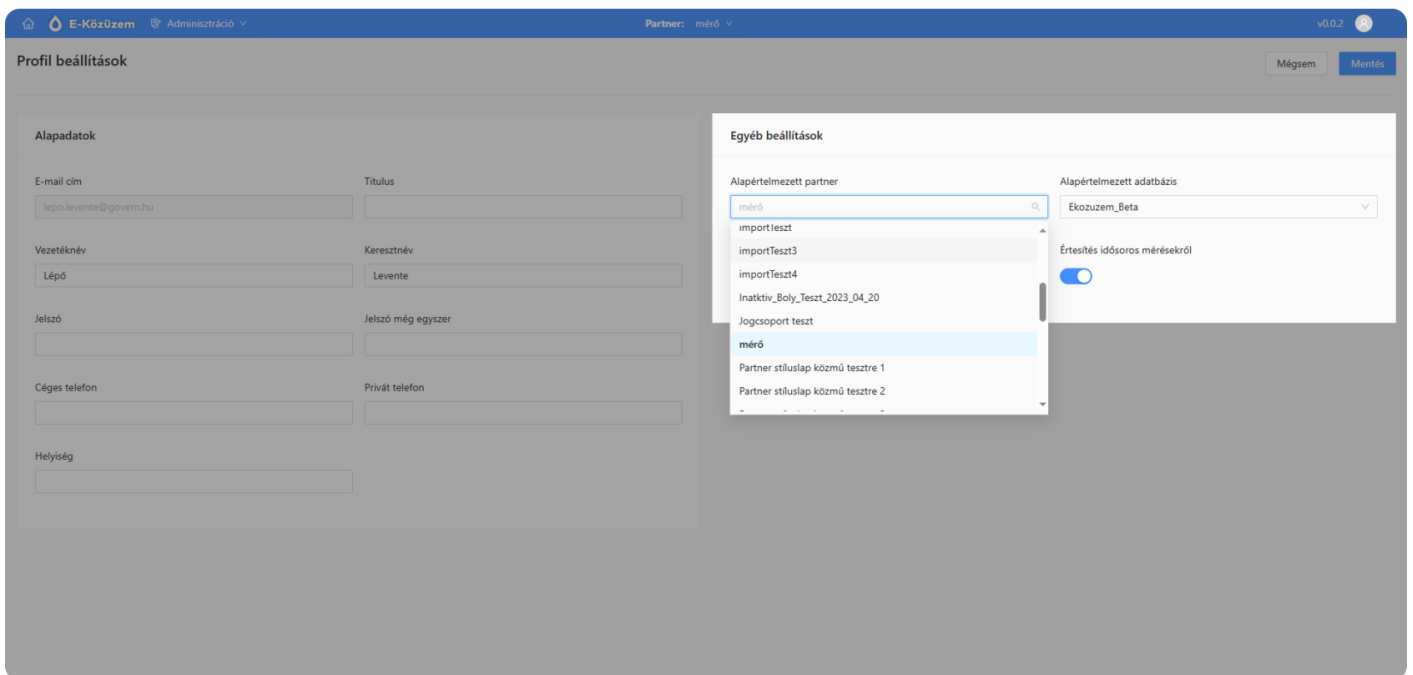 E-Közüzem Adminisztráció Partner: mérő v0.0.2
Profil beállítások Mégsem Mentés
Alapadatok
E-mail cím Titulus
lepo.levente@govern.hu
Vezetéknév Keresztnév
Lépő Levente
Jelszó Jelszó még egyszer
Céges telefon Privát telefon
Helyiség
Egyéb beállítások
Alapértelmezett partner Alapértelmezett adatbázis
mérő Ekozuzem_Beta
importTeszt
importTeszt3
importTeszt4
Inatktiv_Boly_Teszt_2023_04_20
Jogcsoport teszt
mérő
Partner stíluslap közmű tesztre 1
Partner stíluslap közmű tesztre 2
Értesítés idősoros mérésekről